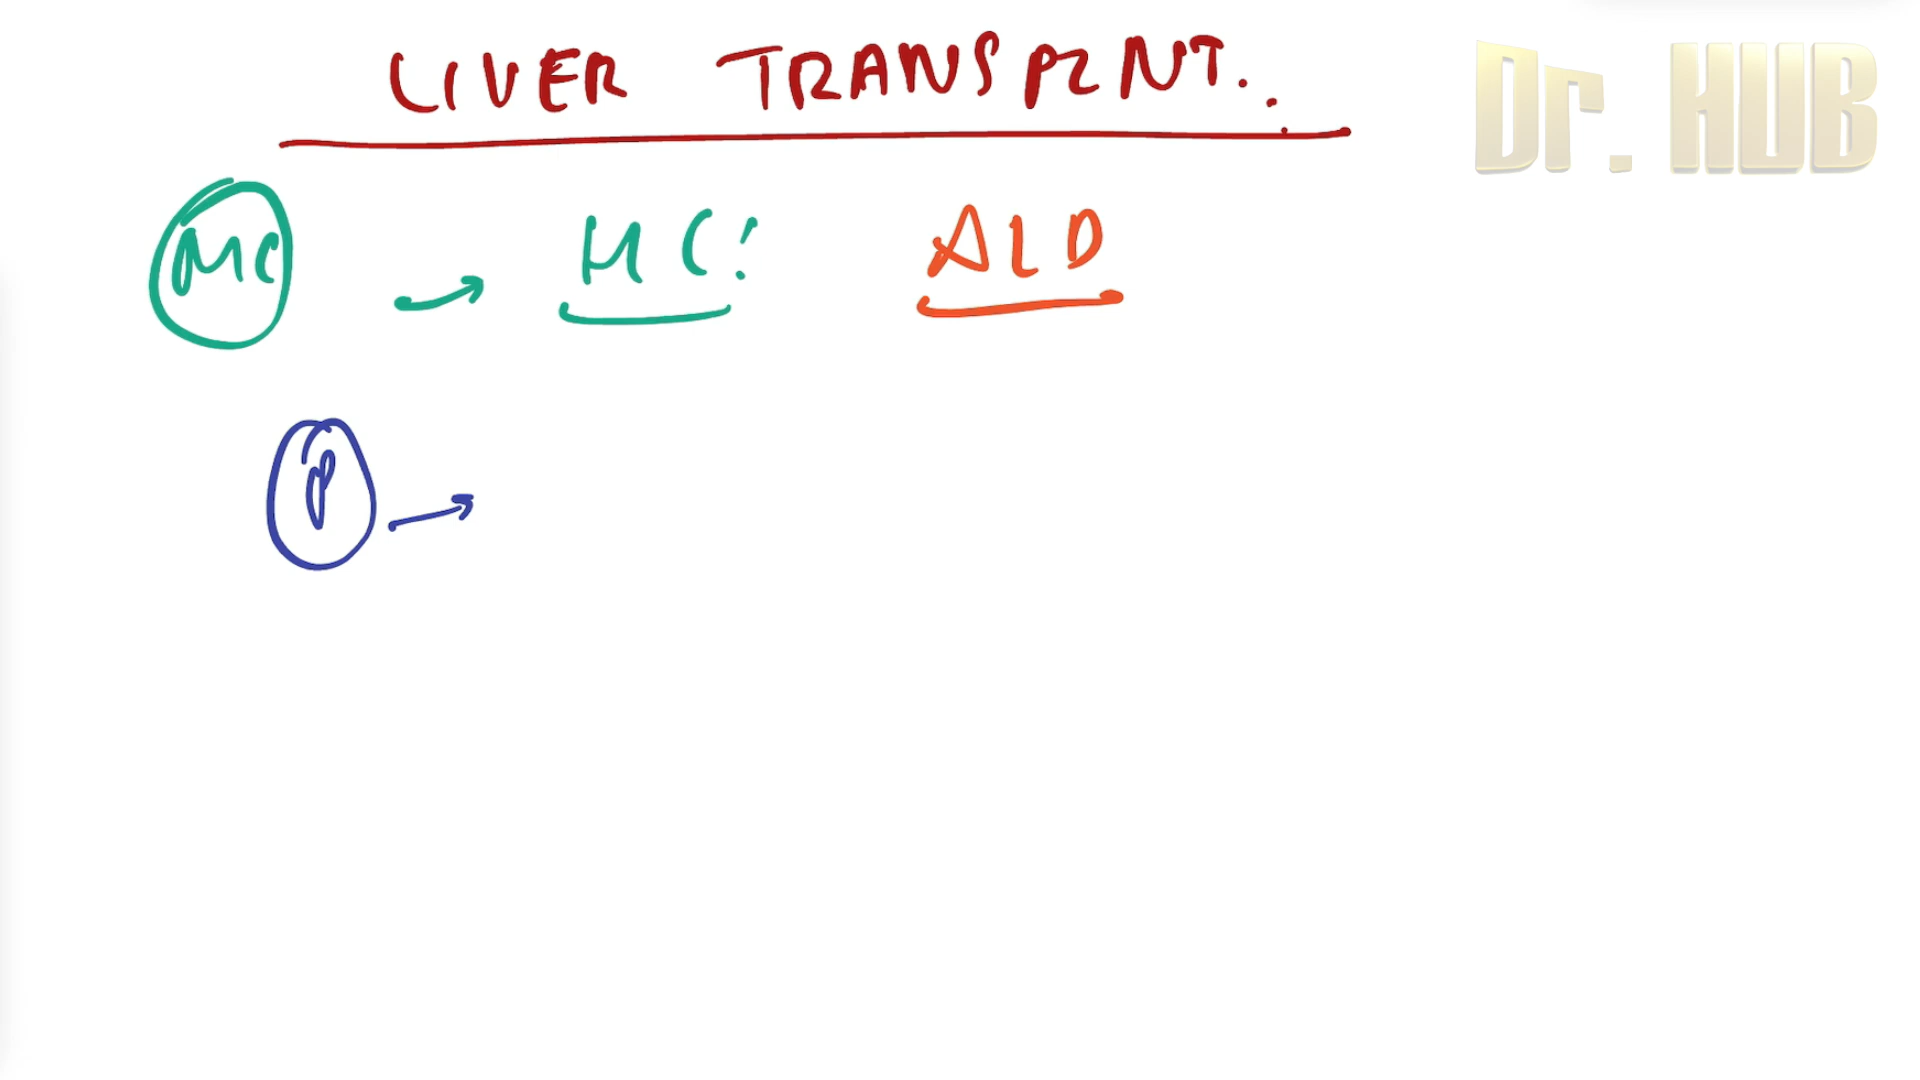 LIVER TRANSPLNT.
Dr. HUB
MC → MC: ALD
P →